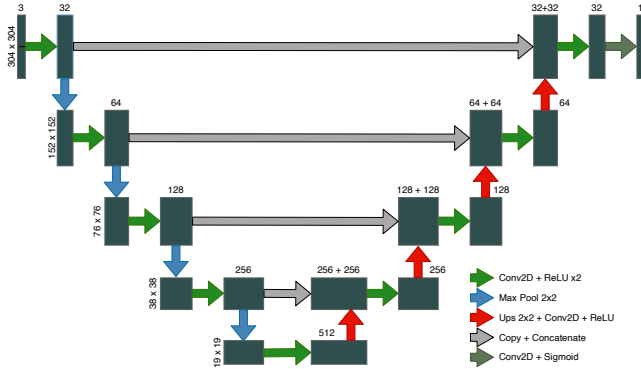 3
32
32+32
32
1
304 x 304
64
64 + 64
64
152 x 152
128
128 + 128
128
76 x 76
256
256 + 256
256
38 x 38
512
19 x 19
Conv2D + ReLU x2
Max Pool 2x2
Ups 2x2 + Conv2D + ReLU
Copy + Concatenate
Conv2D + Sigmoid